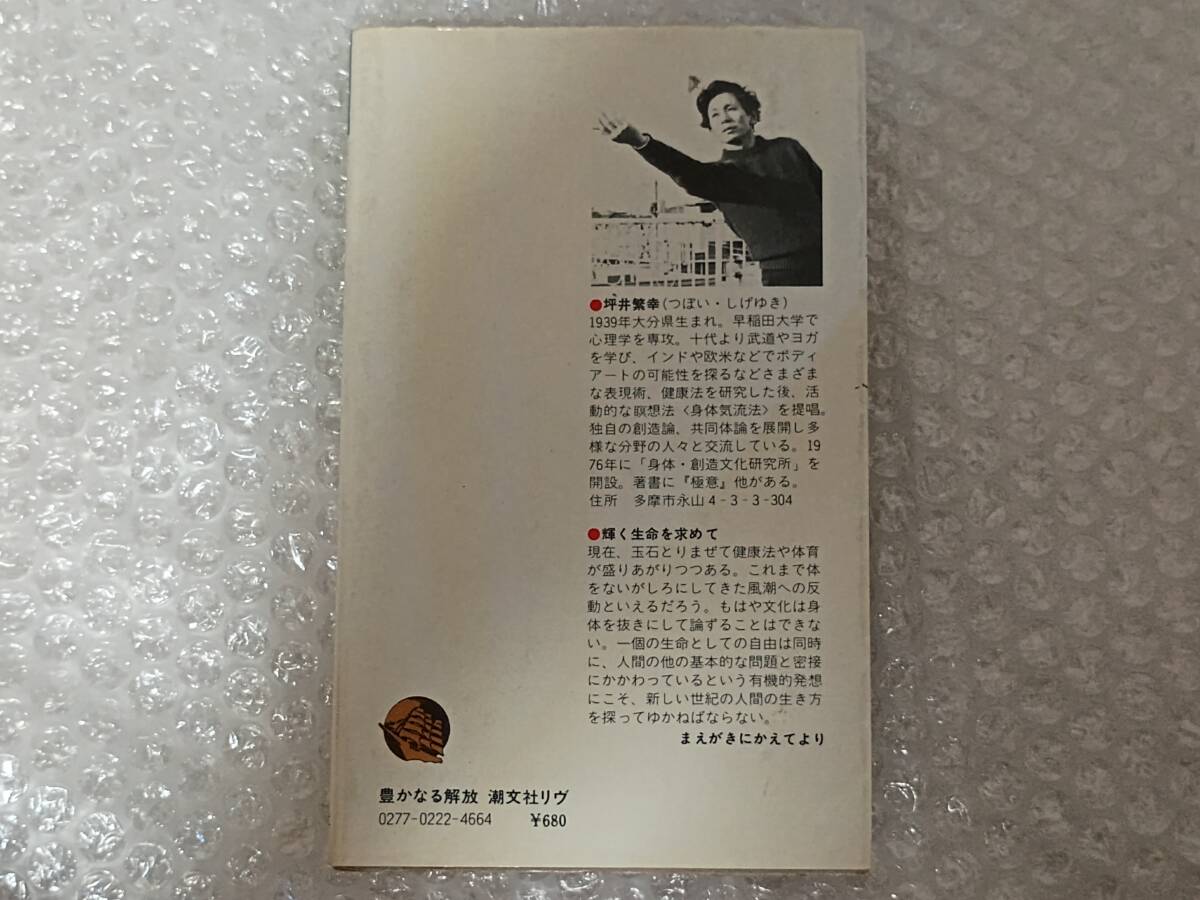 ●坪井繁幸(つぼい・しげゆき)
1939年大分県生まれ。早稲田大学で
心理学を専攻。十代より武道やヨガ
を学び、インドや欧米などでボディ
アートの可能性を探るなどさまざま
な表現術、健康法を研究した後、活
動的な瞑想法〈身体気流法〉を提唱。
独自の創造論、共同体論を展開し多
様な分野の人々と交流している。19
76年に「身体・創造文化研究所」を
開設。著書に『極意』他がある。
住所　多摩市永山4-3-3-304
●輝く生命を求めて
現在、玉石とりまぜて健康法や体育
が盛りあがりつつある。これまで体
をないがしろにしてきた風潮への反
動といえるだろう。もはや文化は身
体を抜きにして論ずることはできな
い。一個の生命としての自由は同時
に、人間の他の基本的な問題と密接
にかかわっているという有機的発想
にこそ、新しい世紀の人間の生き方
を探ってゆかねばならない。
まえがきにかえてより
豊かなる解放 潮文社リヴ
0277-0222-4664　¥680